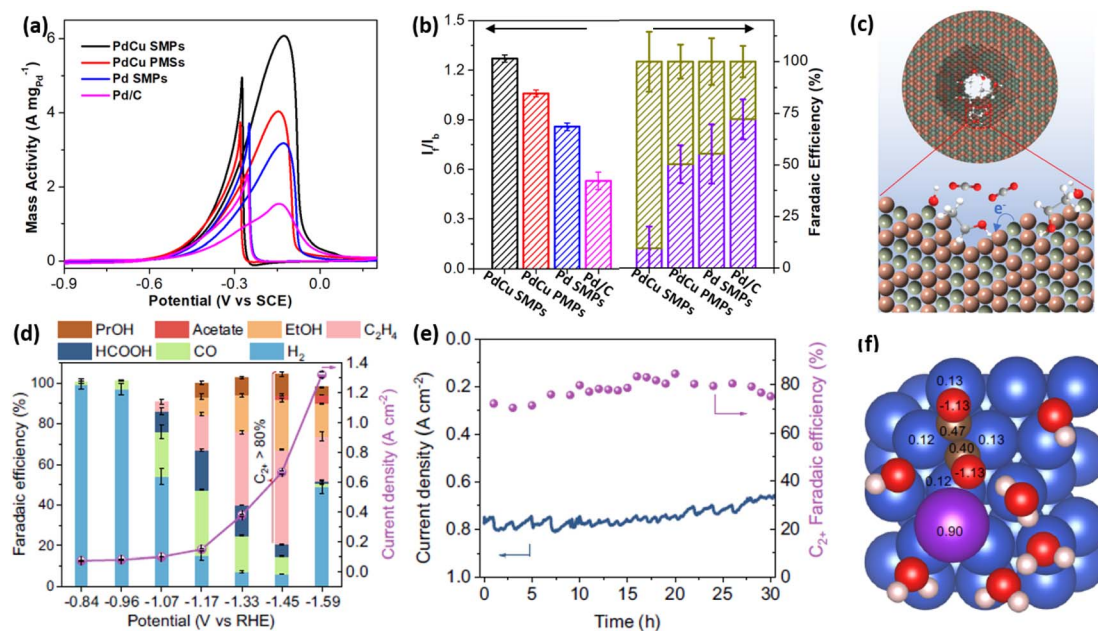 (a)
PdCu SMPs
PdCu PMSs
Pd SMPs
Pd/C
Mass Activity (A mgPd⁻¹)
6
4
2
0
-0.9 -0.6 -0.3 0.0
Potential (V vs SCE)
(b)
If/Ib
1.5
1.2
0.9
0.6
0.3
0.0
PdCu SMPs
PdCu PMPs
Pd SMPs
Pd/C
PdCu SMPs
PdCu PMPs
Pd SMPs
Pd/C
100
75
50
25
0
Faradaic Efficiency (%)
(c)
e⁻
(d)
PrOH Acetate EtOH C₂H₄
HCOOH CO H₂
Faradaic efficiency (%)
100
80
60
40
20
0
C₂₊ > 80%
1.4
1.2
1.0
0.8
0.6
0.4
0.2
0.0
Current density (A cm⁻²)
-0.84 -0.96 -1.07 -1.17 -1.33 -1.45 -1.59
Potential (V vs RHE)
(e)
Current density (A cm⁻²)
0.0
0.2
0.4
0.6
0.8
1.0
80
60
40
20
0
C₂₊ Faradaic efficiency (%)
0 5 10 15 20 25 30
Time (h)
(f)
0.13
-1.13
0.47
0.12 0.13
0.40
-1.13
0.12
0.90